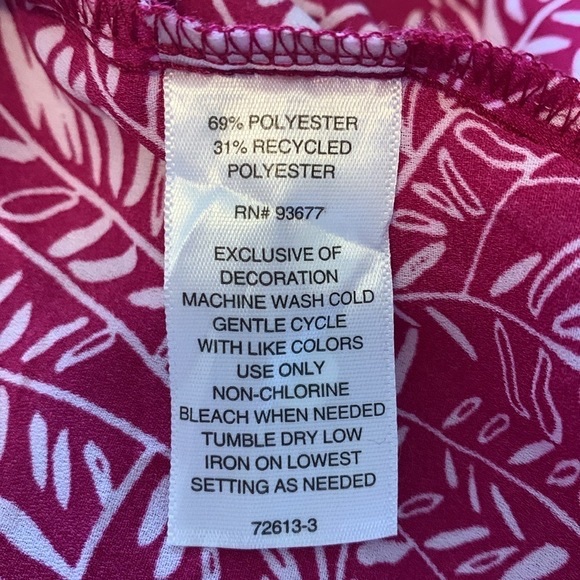 69% POLYESTER
31% RECYCLED
POLYESTER
RN# 93677
EXCLUSIVE OF
DECORATION
MACHINE WASH COLD
GENTLE CYCLE
WITH LIKE COLORS
USE ONLY
NON-CHLORINE
BLEACH WHEN NEEDED
TUMBLE DRY LOW
IRON ON LOWEST
SETTING AS NEEDED
72613-3